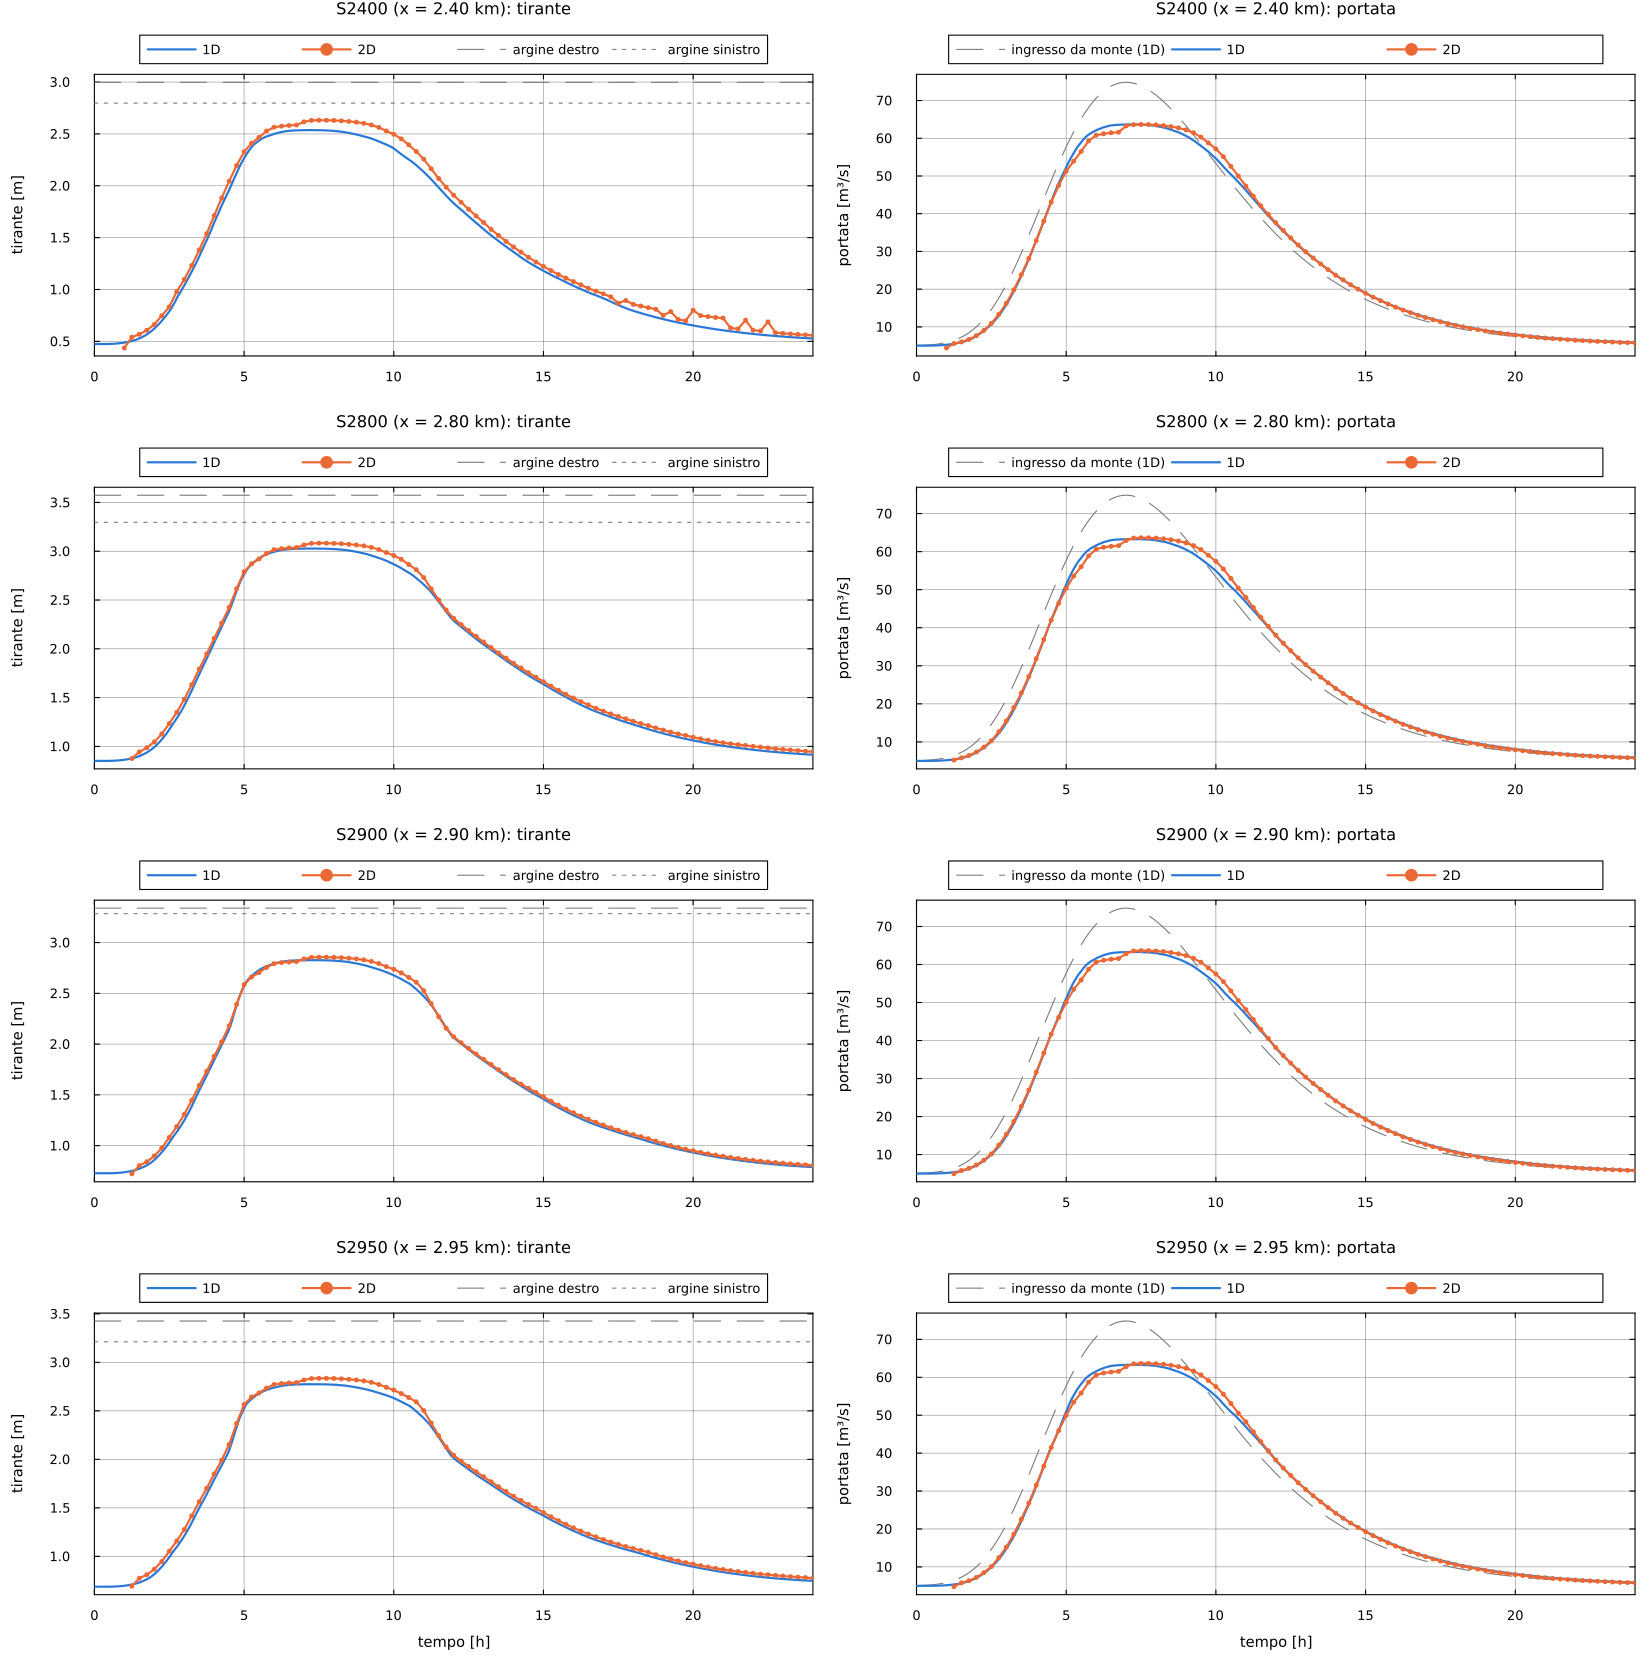 S2400 (x = 2.40 km): tirante
1D 2D argine destro argine sinistro
tirante [m]
3.0
2.5
2.0
1.5
1.0
0.5
0 5 10 15 20
S2400 (x = 2.40 km): portata
ingresso da monte (1D) 1D 2D
portata [m³/s]
70
60
50
40
30
20
10
0 5 10 15 20
S2800 (x = 2.80 km): tirante
1D 2D argine destro argine sinistro
tirante [m]
3.5
3.0
2.5
2.0
1.5
1.0
0 5 10 15 20
S2800 (x = 2.80 km): portata
ingresso da monte (1D) 1D 2D
portata [m³/s]
70
60
50
40
30
20
10
0 5 10 15 20
S2900 (x = 2.90 km): tirante
1D 2D argine destro argine sinistro
tirante [m]
3.0
2.5
2.0
1.5
1.0
0 5 10 15 20
S2900 (x = 2.90 km): portata
ingresso da monte (1D) 1D 2D
portata [m³/s]
70
60
50
40
30
20
10
0 5 10 15 20
S2950 (x = 2.95 km): tirante
1D 2D argine destro argine sinistro
tirante [m]
3.5
3.0
2.5
2.0
1.5
1.0
0 5 10 15 20
tempo [h]
S2950 (x = 2.95 km): portata
ingresso da monte (1D) 1D 2D
portata [m³/s]
70
60
50
40
30
20
10
0 5 10 15 20
tempo [h]